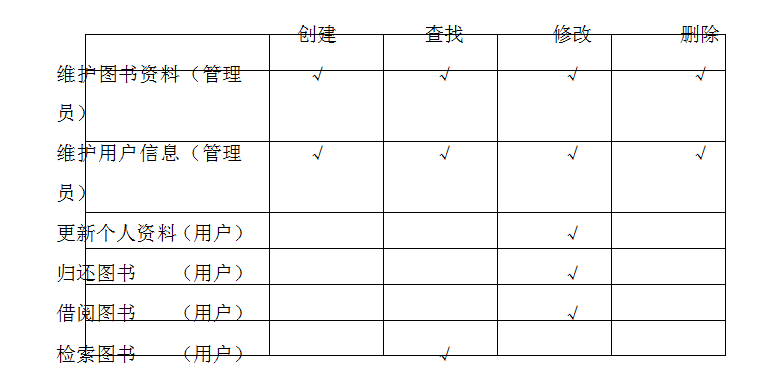 创建 查找 修改 删除
维护图书资料（管理 √ √ √ √
员）
维护用户信息（管理 √ √ √ √
员）
更新个人资料（用户） √
归还图书 （用户） √
借阅图书 （用户） √
检索图书 （用户） √